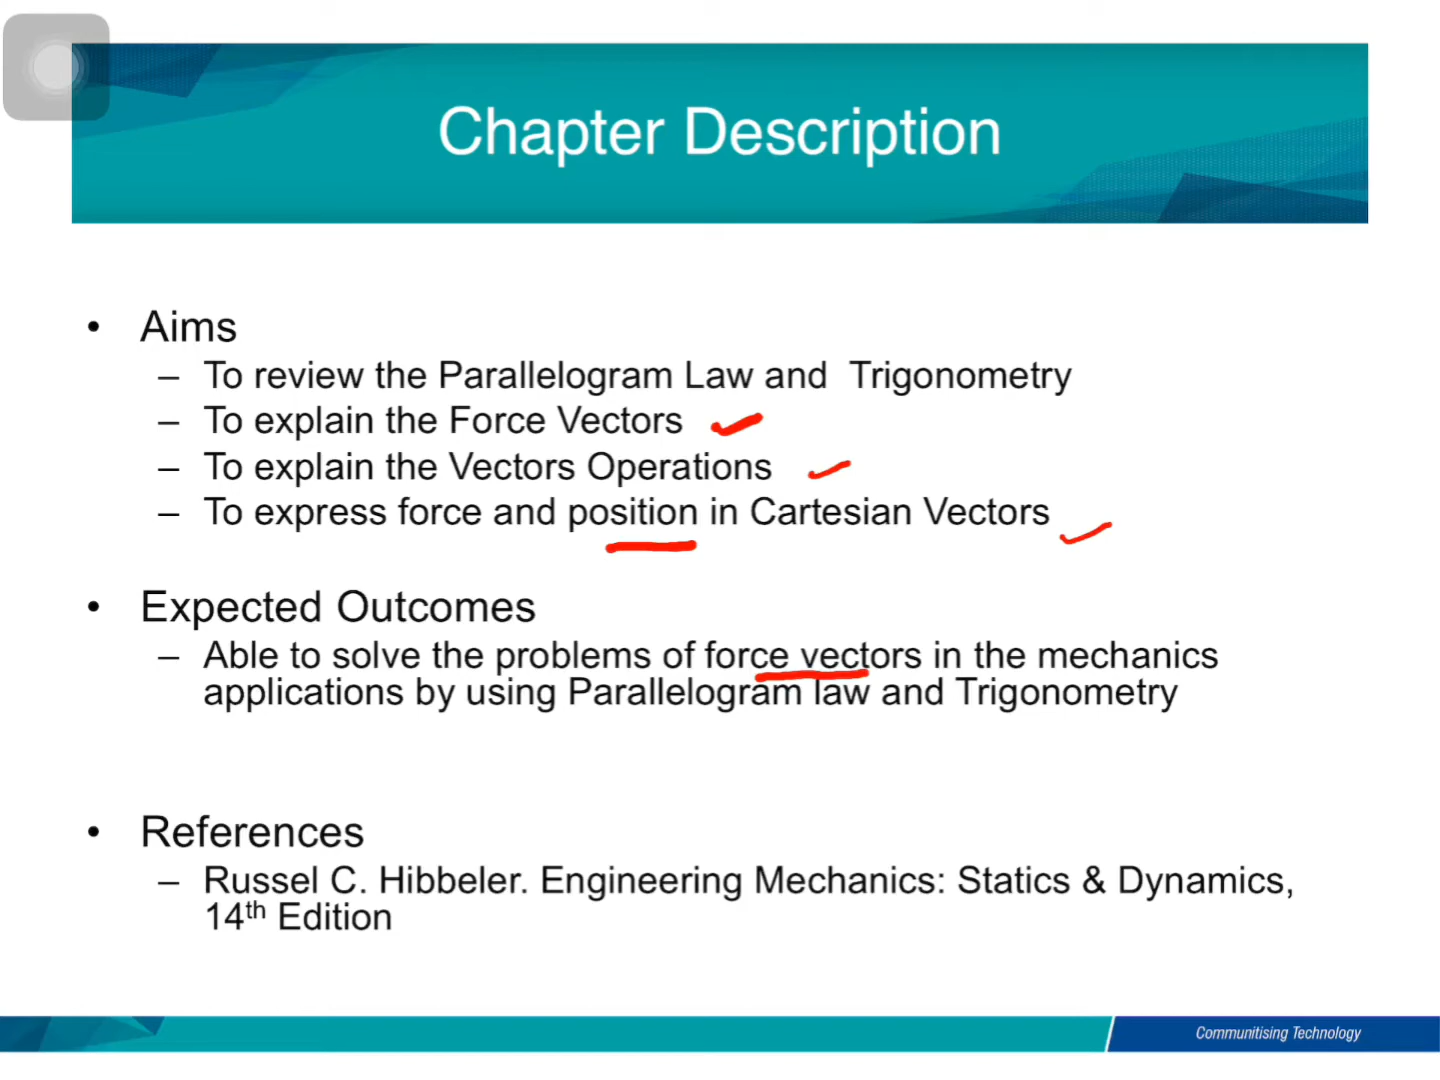 Chapter Description
• Aims
– To review the Parallelogram Law and Trigonometry
– To explain the Force Vectors
– To explain the Vectors Operations
– To express force and position in Cartesian Vectors
• Expected Outcomes
– Able to solve the problems of force vectors in the mechanics
applications by using Parallelogram law and Trigonometry
• References
– Russel C. Hibbeler. Engineering Mechanics: Statics & Dynamics,
14th Edition
Communitising Technology